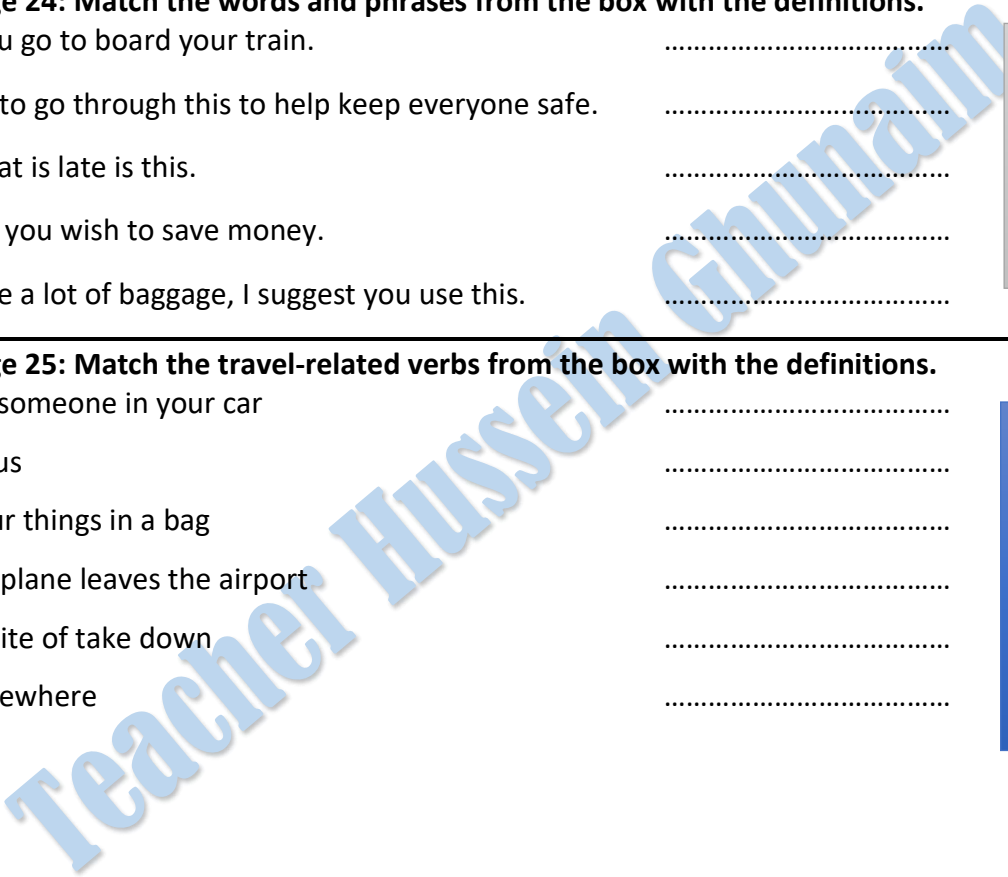 ge 24: Match the words and phrases from the box with the definitions.
u go to board your train. ……………………………………
to go through this to help keep everyone safe. ……………………………………
at is late is this. ……………………………………
you wish to save money. ……………………………………
e a lot of baggage, I suggest you use this. ……………………………………
ge 25: Match the travel-related verbs from the box with the definitions.
someone in your car ……………………………………
us ……………………………………
ur things in a bag ……………………………………
plane leaves the airport ……………………………………
ite of take down ……………………………………
ewhere ……………………………………
Teacher Hussein Ghunaim